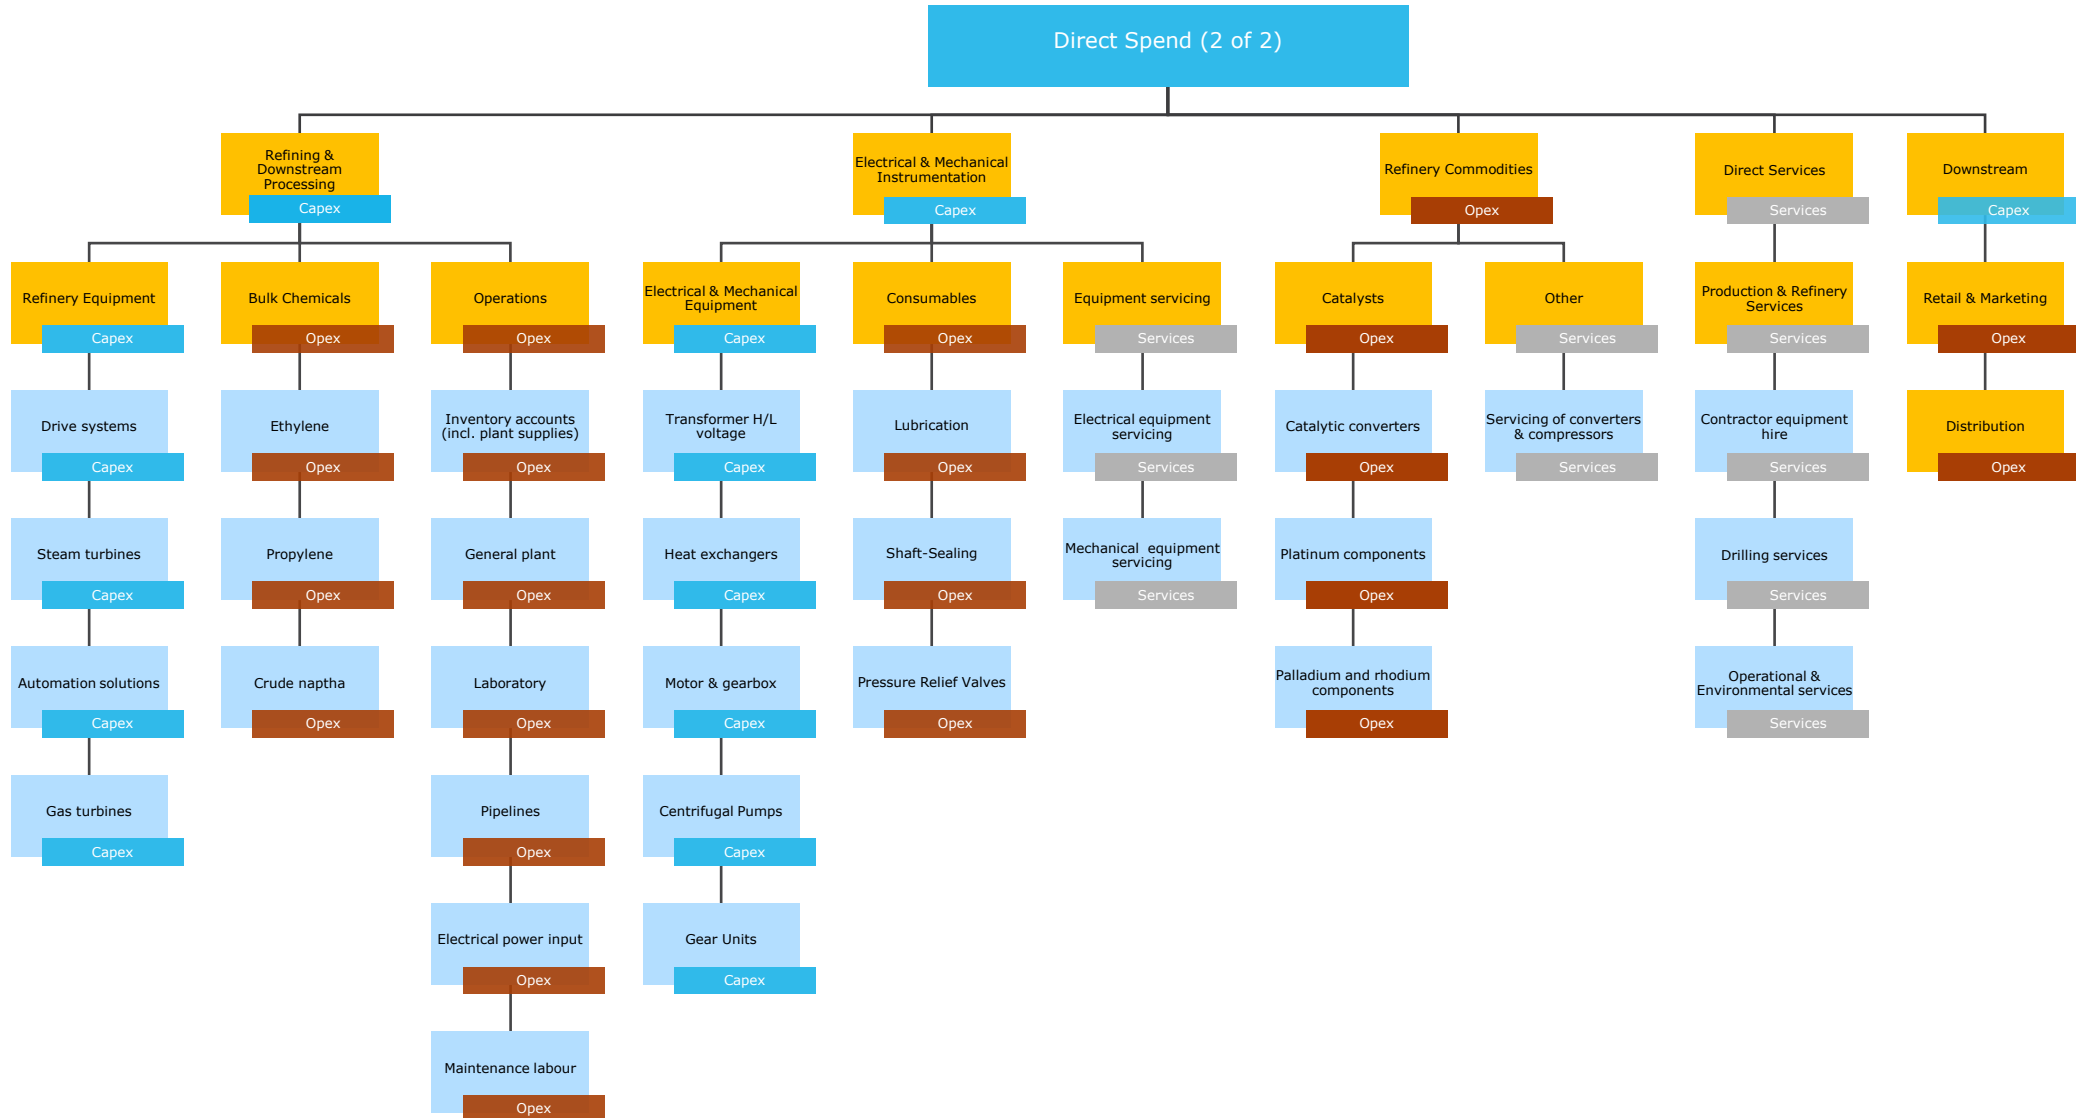 Direct Spend (2 of 2)
Refining &
Downstream
Processing
Capex
Electrical & Mechanical
Instrumentation
Capex
Refinery Commodities
Opex
Direct Services
Services
Downstream
Capex
Refinery Equipment
Capex
Bulk Chemicals
Opex
Operations
Opex
Electrical & Mechanical
Equipment
Capex
Consumables
Opex
Equipment servicing
Services
Catalysts
Opex
Other
Services
Production & Refinery
Services
Services
Retail & Marketing
Opex
Drive systems
Capex
Ethylene
Opex
Inventory accounts
(incl. plant supplies)
Opex
Transformer H/L
voltage
Capex
Lubrication
Opex
Electrical equipment
servicing
Services
Catalytic converters
Opex
Servicing of converters
& compressors
Services
Contractor equipment
hire
Services
Distribution
Opex
Steam turbines
Capex
Propylene
Opex
General plant
Opex
Heat exchangers
Capex
Shaft-Sealing
Opex
Mechanical  equipment
servicing
Services
Platinum components
Opex
Drilling services
Services
Automation solutions
Capex
Crude naptha
Opex
Laboratory
Opex
Motor & gearbox
Capex
Pressure Relief Valves
Opex
Palladium and rhodium
components
Opex
Operational &
Environmental services
Services
Gas turbines
Capex
Pipelines
Opex
Centrifugal Pumps
Capex
Electrical power input
Opex
Gear Units
Capex
Maintenance labour
Opex